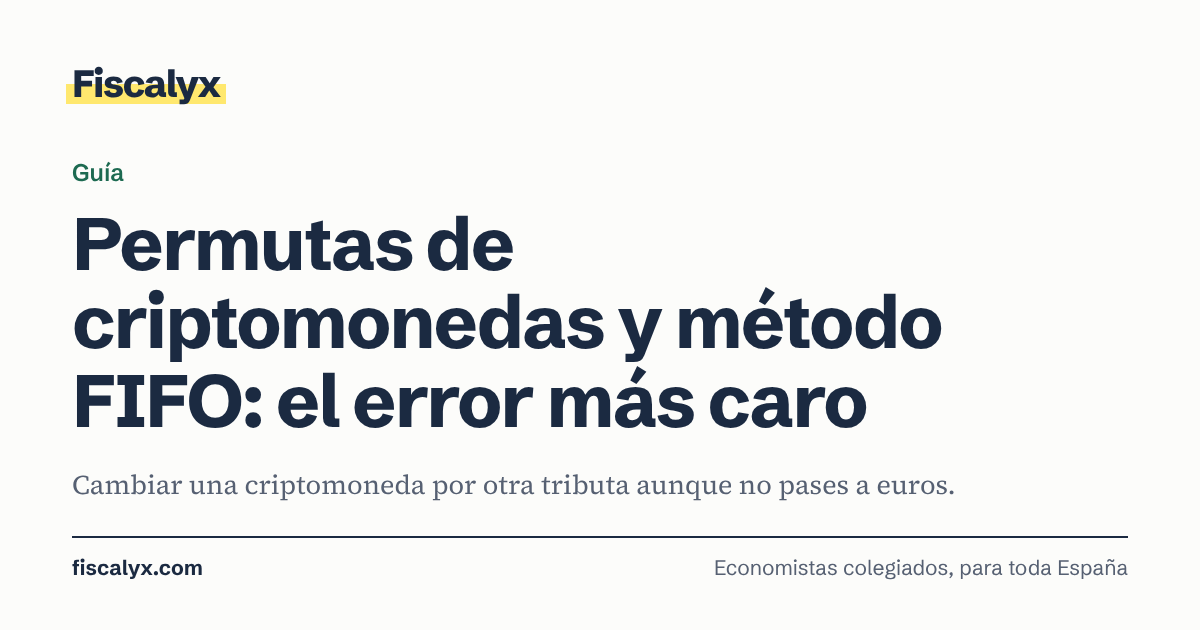 Fiscalyx
Guía
Permutas de
criptomonedas y método
FIFO: el error más caro
Cambiar una criptomoneda por otra tributa aunque no pases a euros.
fiscalyx.com
Economistas colegiados, para toda España